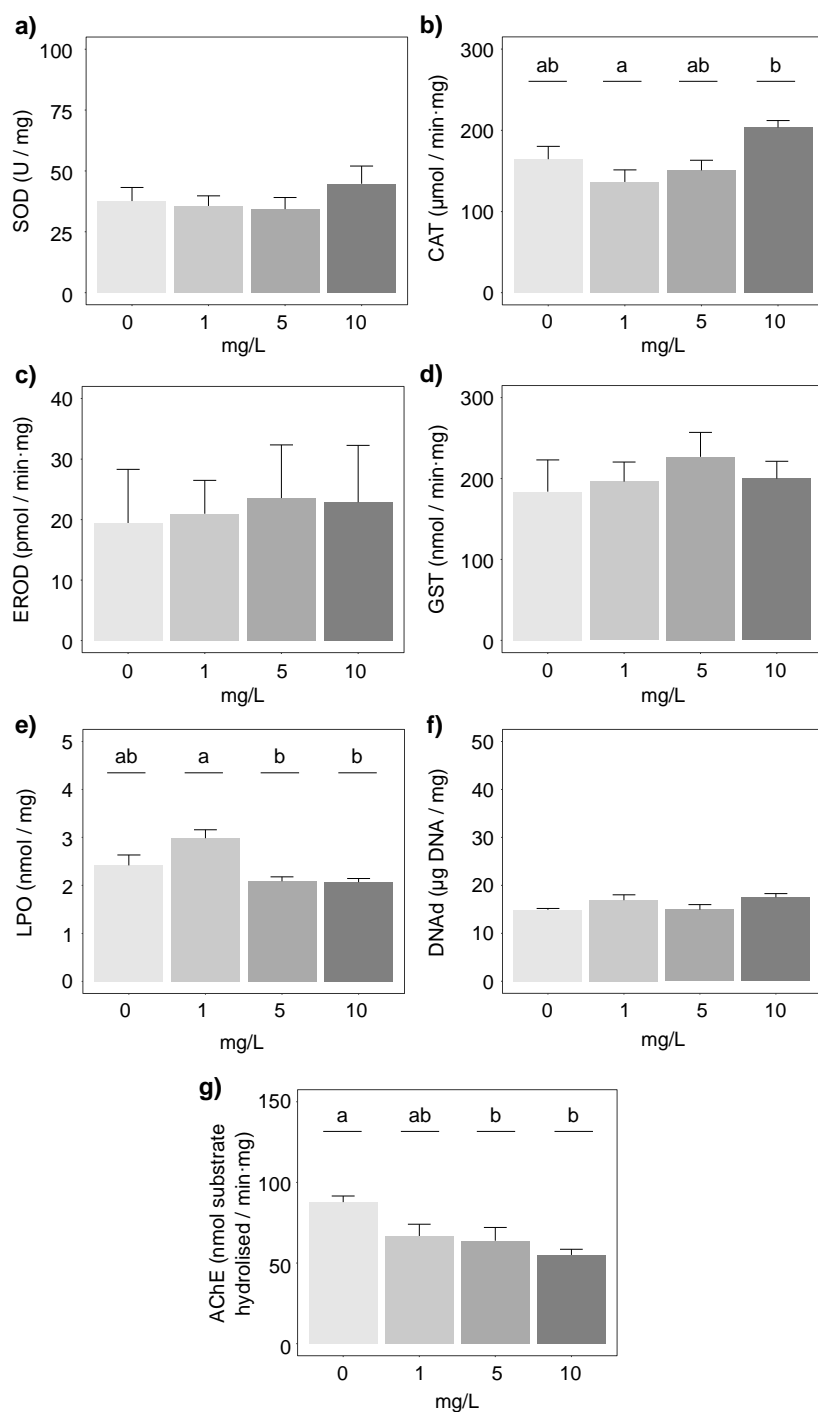 a)
SOD (U / mg)
100
75
50
25
0
0 1 5 10
mg/L
b)
CAT (µmol / min·mg)
300
200
100
0
ab a ab b
0 1 5 10
mg/L
c)
EROD (pmol / min·mg)
40
30
20
10
0
0 1 5 10
mg/L
d)
GST (nmol / min·mg)
300
200
100
0
0 1 5 10
mg/L
e)
LPO (nmol / mg)
5
4
3
2
1
0
ab a b b
0 1 5 10
mg/L
f)
DNAd (µg DNA / mg)
50
40
30
20
10
0
0 1 5 10
mg/L
g)
AChE (nmol substrate
hydrolised / min·mg)
150
100
50
0
a ab b b
0 1 5 10
mg/L